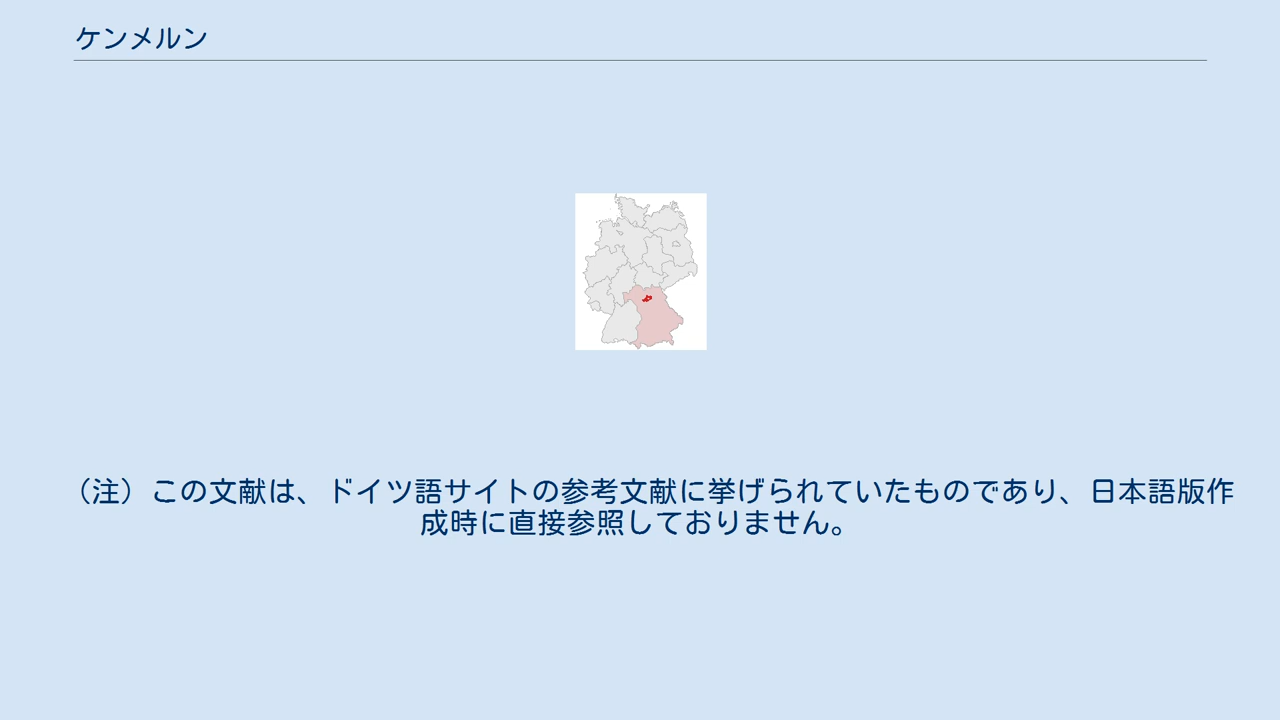 ケンメルン
（注）この文献は、ドイツ語サイトの参考文献に挙げられていたものであり、日本語版作
成時に直接参照しておりません。